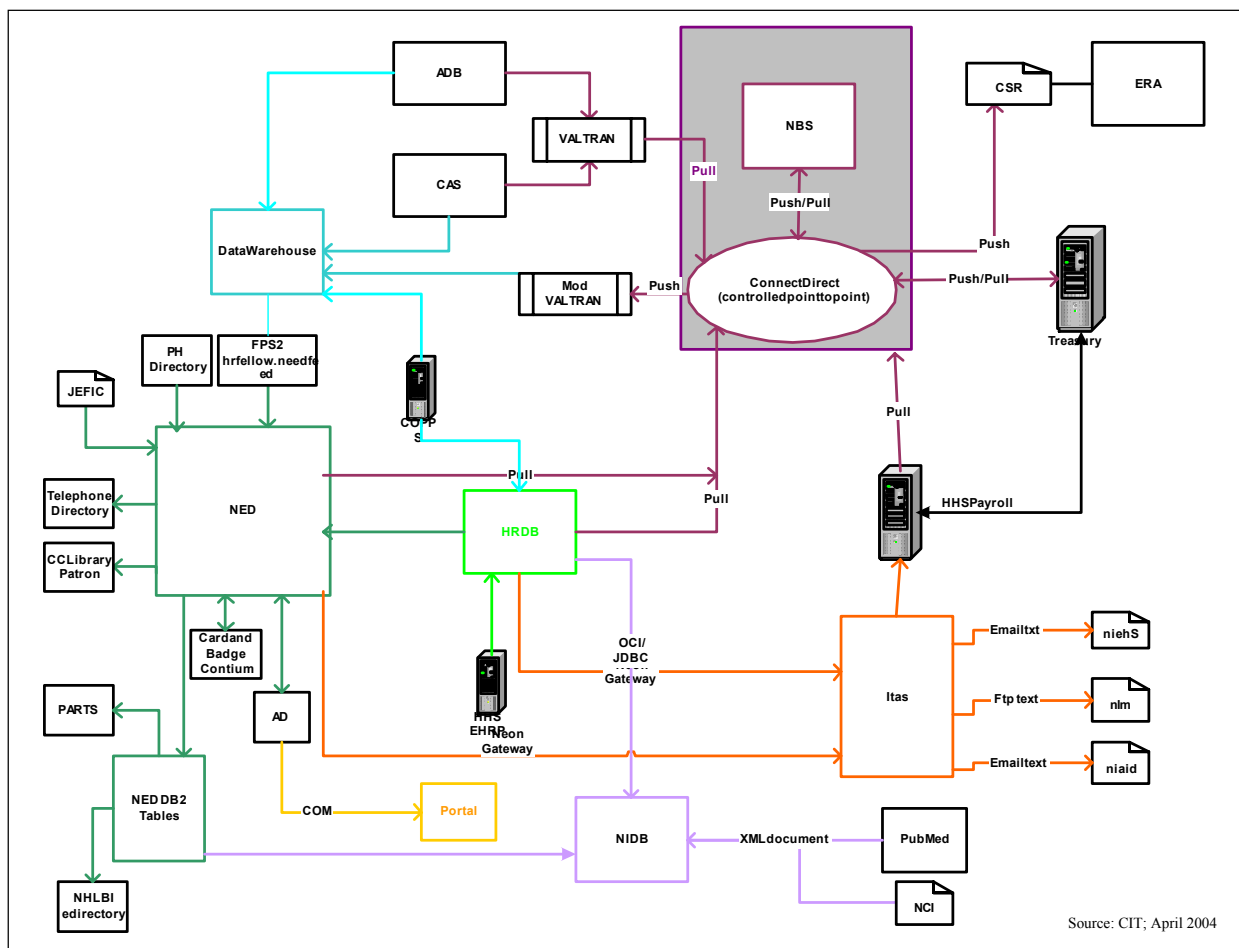 ADB
CSR
ERA
NBS
VALTRAN
Pull
CAS
Push/Pull
DataWarehouse
Push
ConnectDirect
(controlledpointtopoint)
Push/Pull
Mod
VALTRAN
Push
Treasury
PH
Directory
FPS2
hrfellow.needfe
ed
JEFIC
COPP
S
Pull
Pull
Pull
Telephone
Directory
NED
HHSPayroll
HRDB
CCLibrary
Patron
Cardand
Badge
Contium
OCI/
JDBC
Gateway
Emailtxt
niehS
PARTS
AD
HHS
EHRP
Neon
Gateway
Itas
Ftptext
nlm
Emailtext
niaid
NEDDB2
Tables
COM
Portal
NIDB
XMLdocument
PubMed
NHLBI
edirectory
NCI
Source: CIT; April 2004